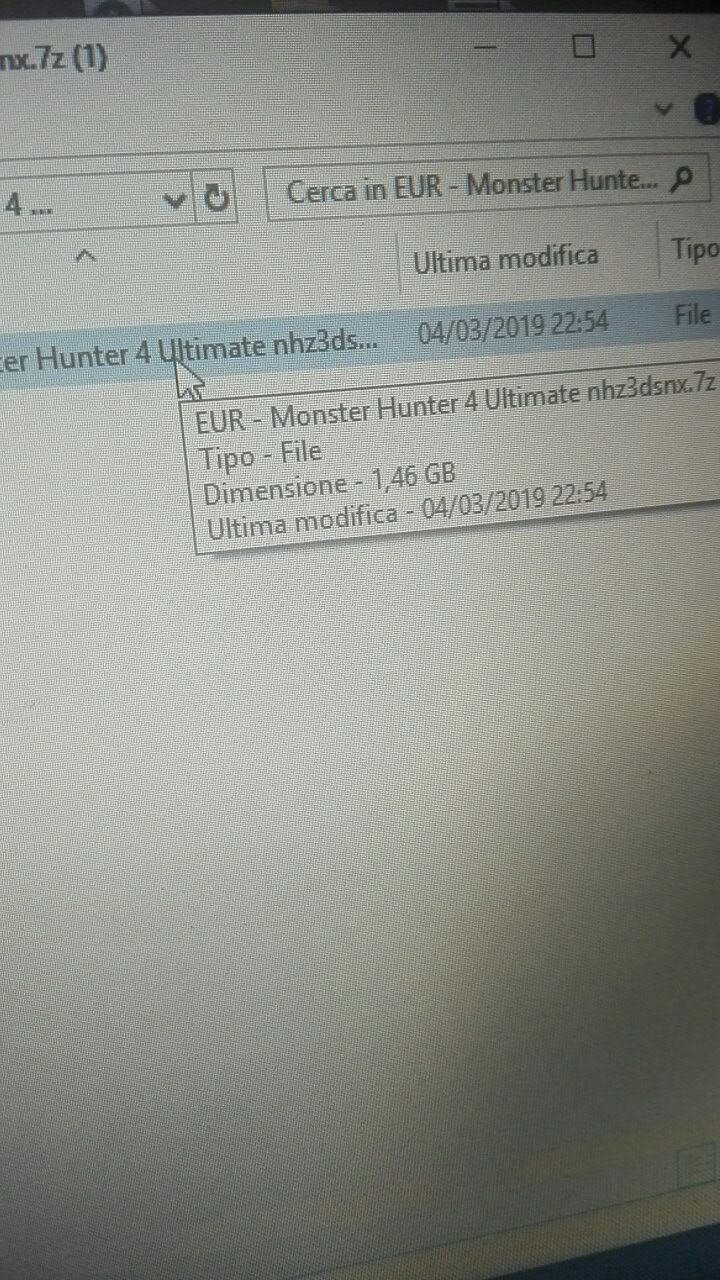 nx.7z (1)
4 ...
Cerca in EUR - Monster Hunte...
Ultima modifica
Tipo
ter Hunter 4 Ultimate nhz3ds...
04/03/2019 22:54
File
EUR - Monster Hunter 4 Ultimate nhz3dsnx.7z
Tipo - File
Dimensione - 1,46 GB
Ultima modifica - 04/03/2019 22:54